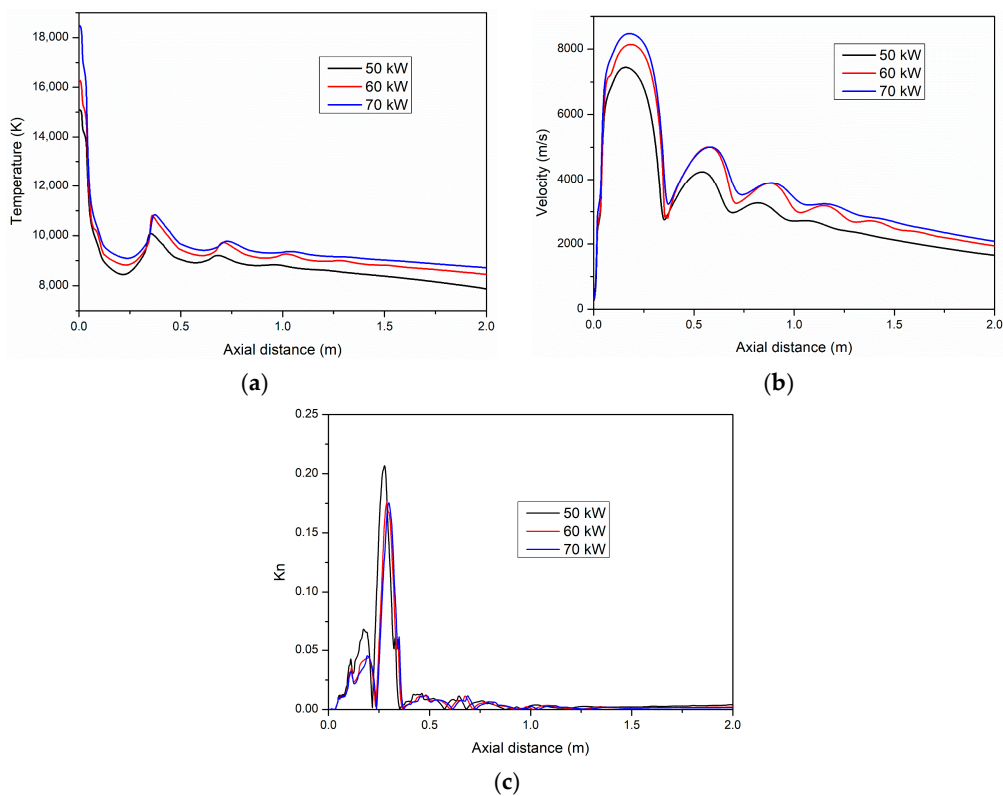 18,000
16,000
14,000
12,000
10,000
8,000
Temperature (K)
50 kW
60 kW
70 kW
0.0 0.5 1.0 1.5 2.0
Axial distance (m)
(a)
8000
6000
4000
2000
0
Velocity (m/s)
50 kW
60 kW
70 kW
0.0 0.5 1.0 1.5 2.0
Axial distance (m)
(b)
0.25
0.20
0.15
0.10
0.05
0.00
Kn
50 kW
60 kW
70 kW
0.0 0.5 1.0 1.5 2.0
Axial distance (m)
(c)